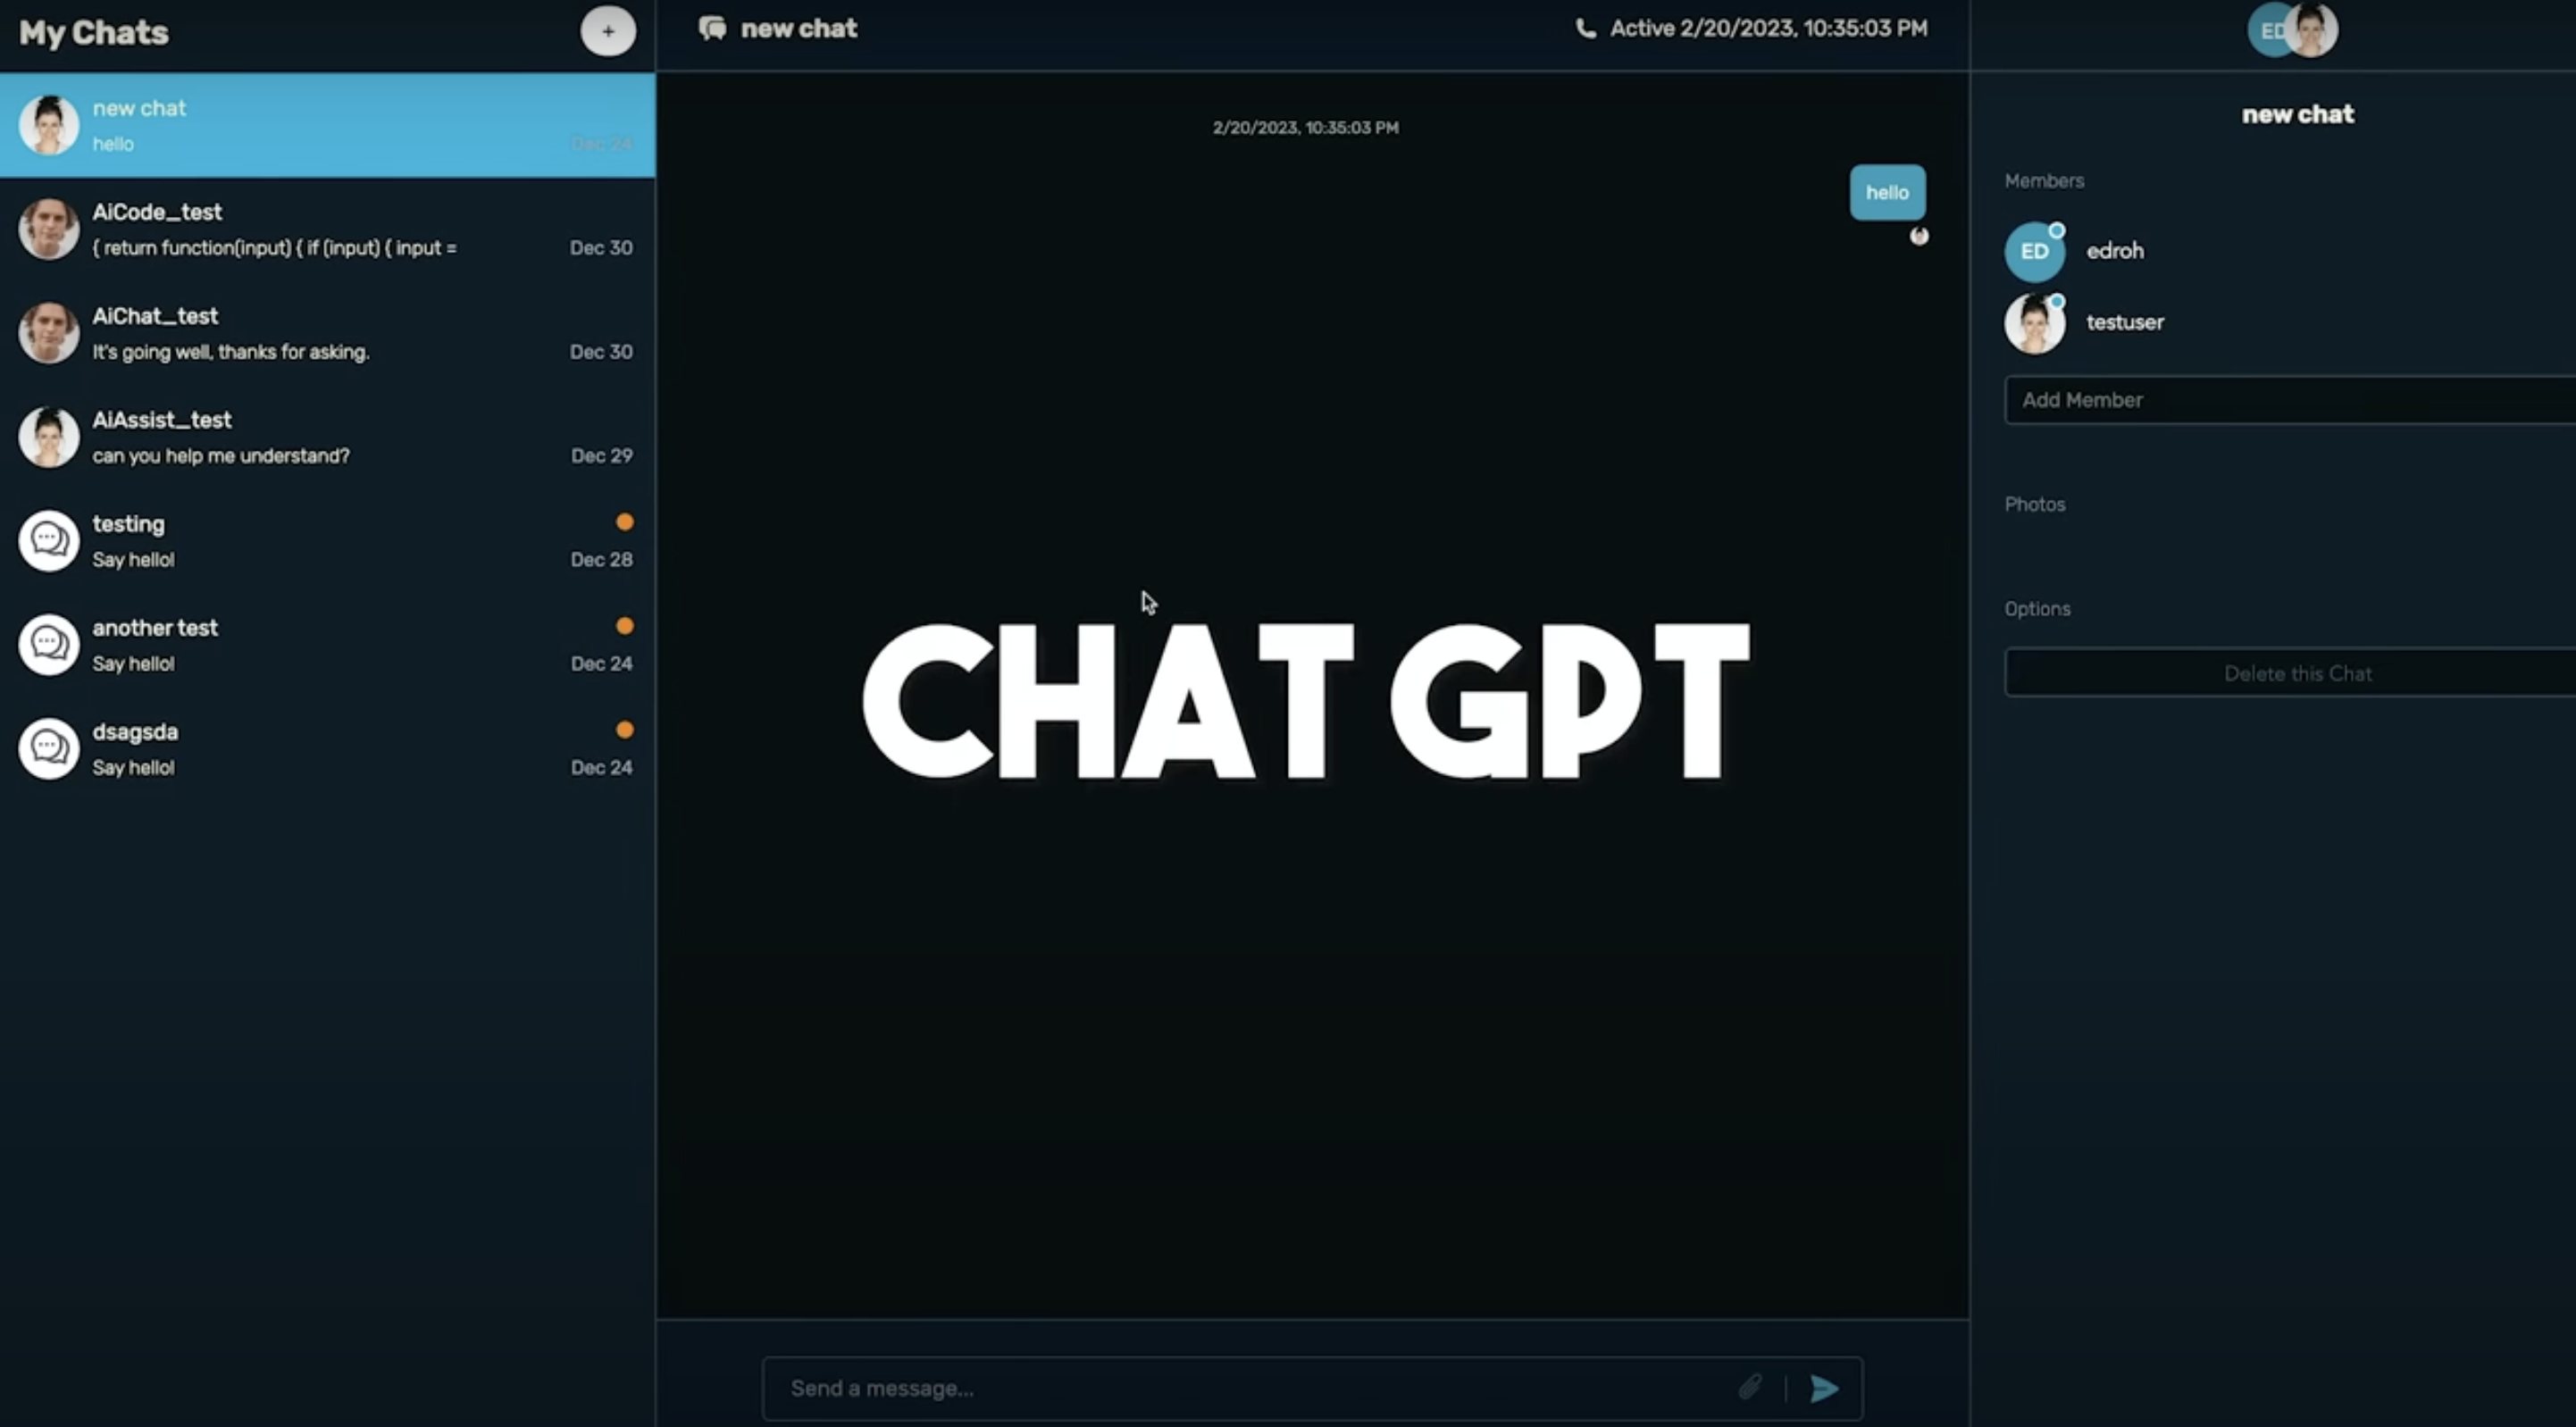 My Chats
+
new chat
hello
Dec 24
AiCode_test
{ return function(input) { if (input) { input =
Dec 30
AiChat_test
It's going well, thanks for asking.
Dec 30
AiAssist_test
can you help me understand?
Dec 29
testing
Say hello!
Dec 28
another test
Say hello!
Dec 24
dsagsda
Say hello!
Dec 24
new chat
Active 2/20/2023, 10:35:03 PM
2/20/2023, 10:35:03 PM
hello
CHAT GPT
Send a message...
ED
new chat
Members
ED
edroh
testuser
Add Member
Photos
Options
Delete this Chat